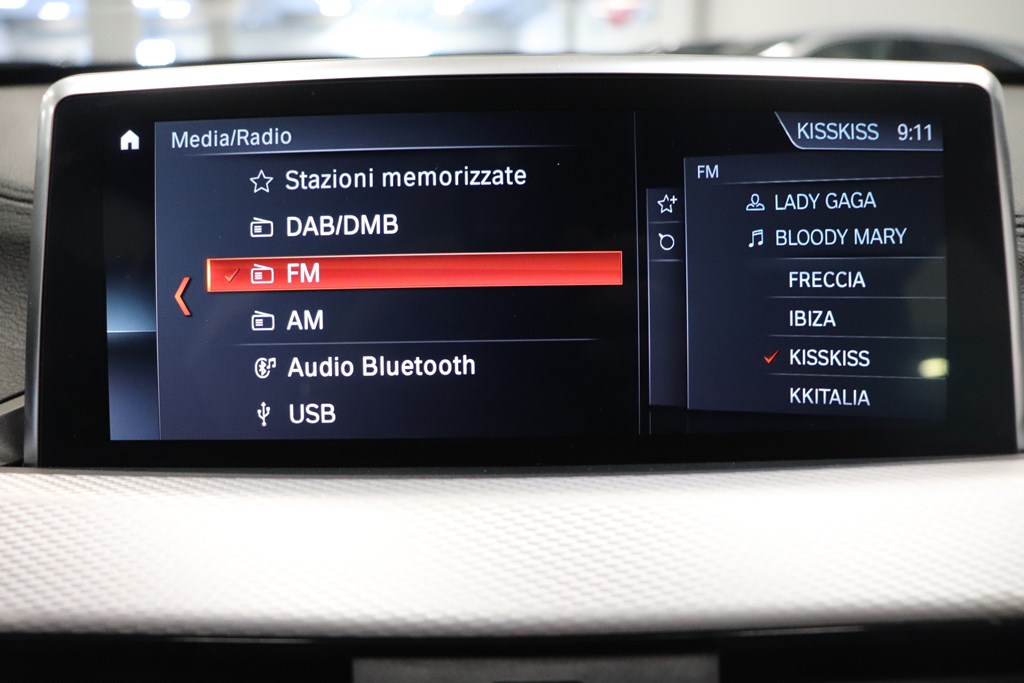 Media/Radio
Stazioni memorizzate
DAB/DMB
FM
AM
Audio Bluetooth
USB
KISSKISS 9:11
FM
LADY GAGA
BLOODY MARY
FRECCIA
IBIZA
KISSKISS
KKITALIA